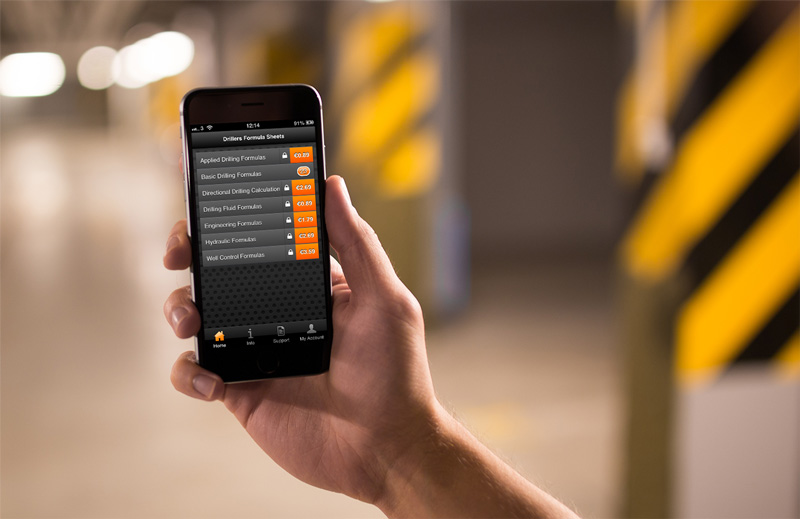 3 12:14 91%
Drillers Formula Sheets
Applied Drilling Formulas €0.89
Basic Drilling Formulas
Directional Drilling Calculation €2.69
Drilling Fluid Formulas €0.89
Engineering Formulas €1.79
Hydraulic Formulas €2.69
Well Control Formulas €3.59
Home Info Support My Account